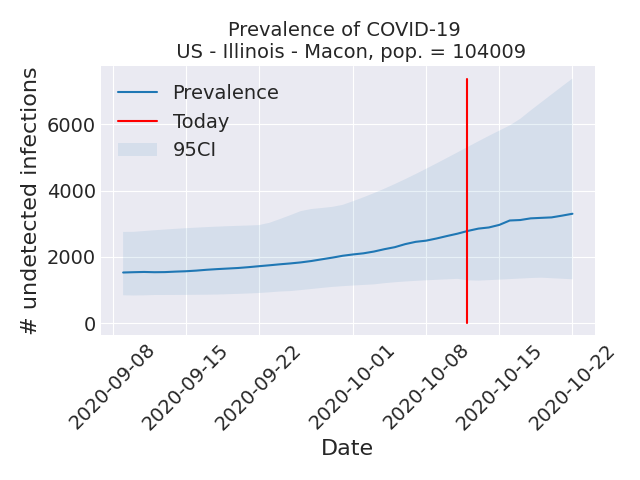 Prevalence of COVID-19
US - Illinois - Macon, pop. = 104009
Prevalence
Today
95CI
# undetected infections
6000
4000
2000
0
2020-09-08
2020-09-15
2020-09-22
2020-10-01
2020-10-08
2020-10-15
2020-10-22
Date